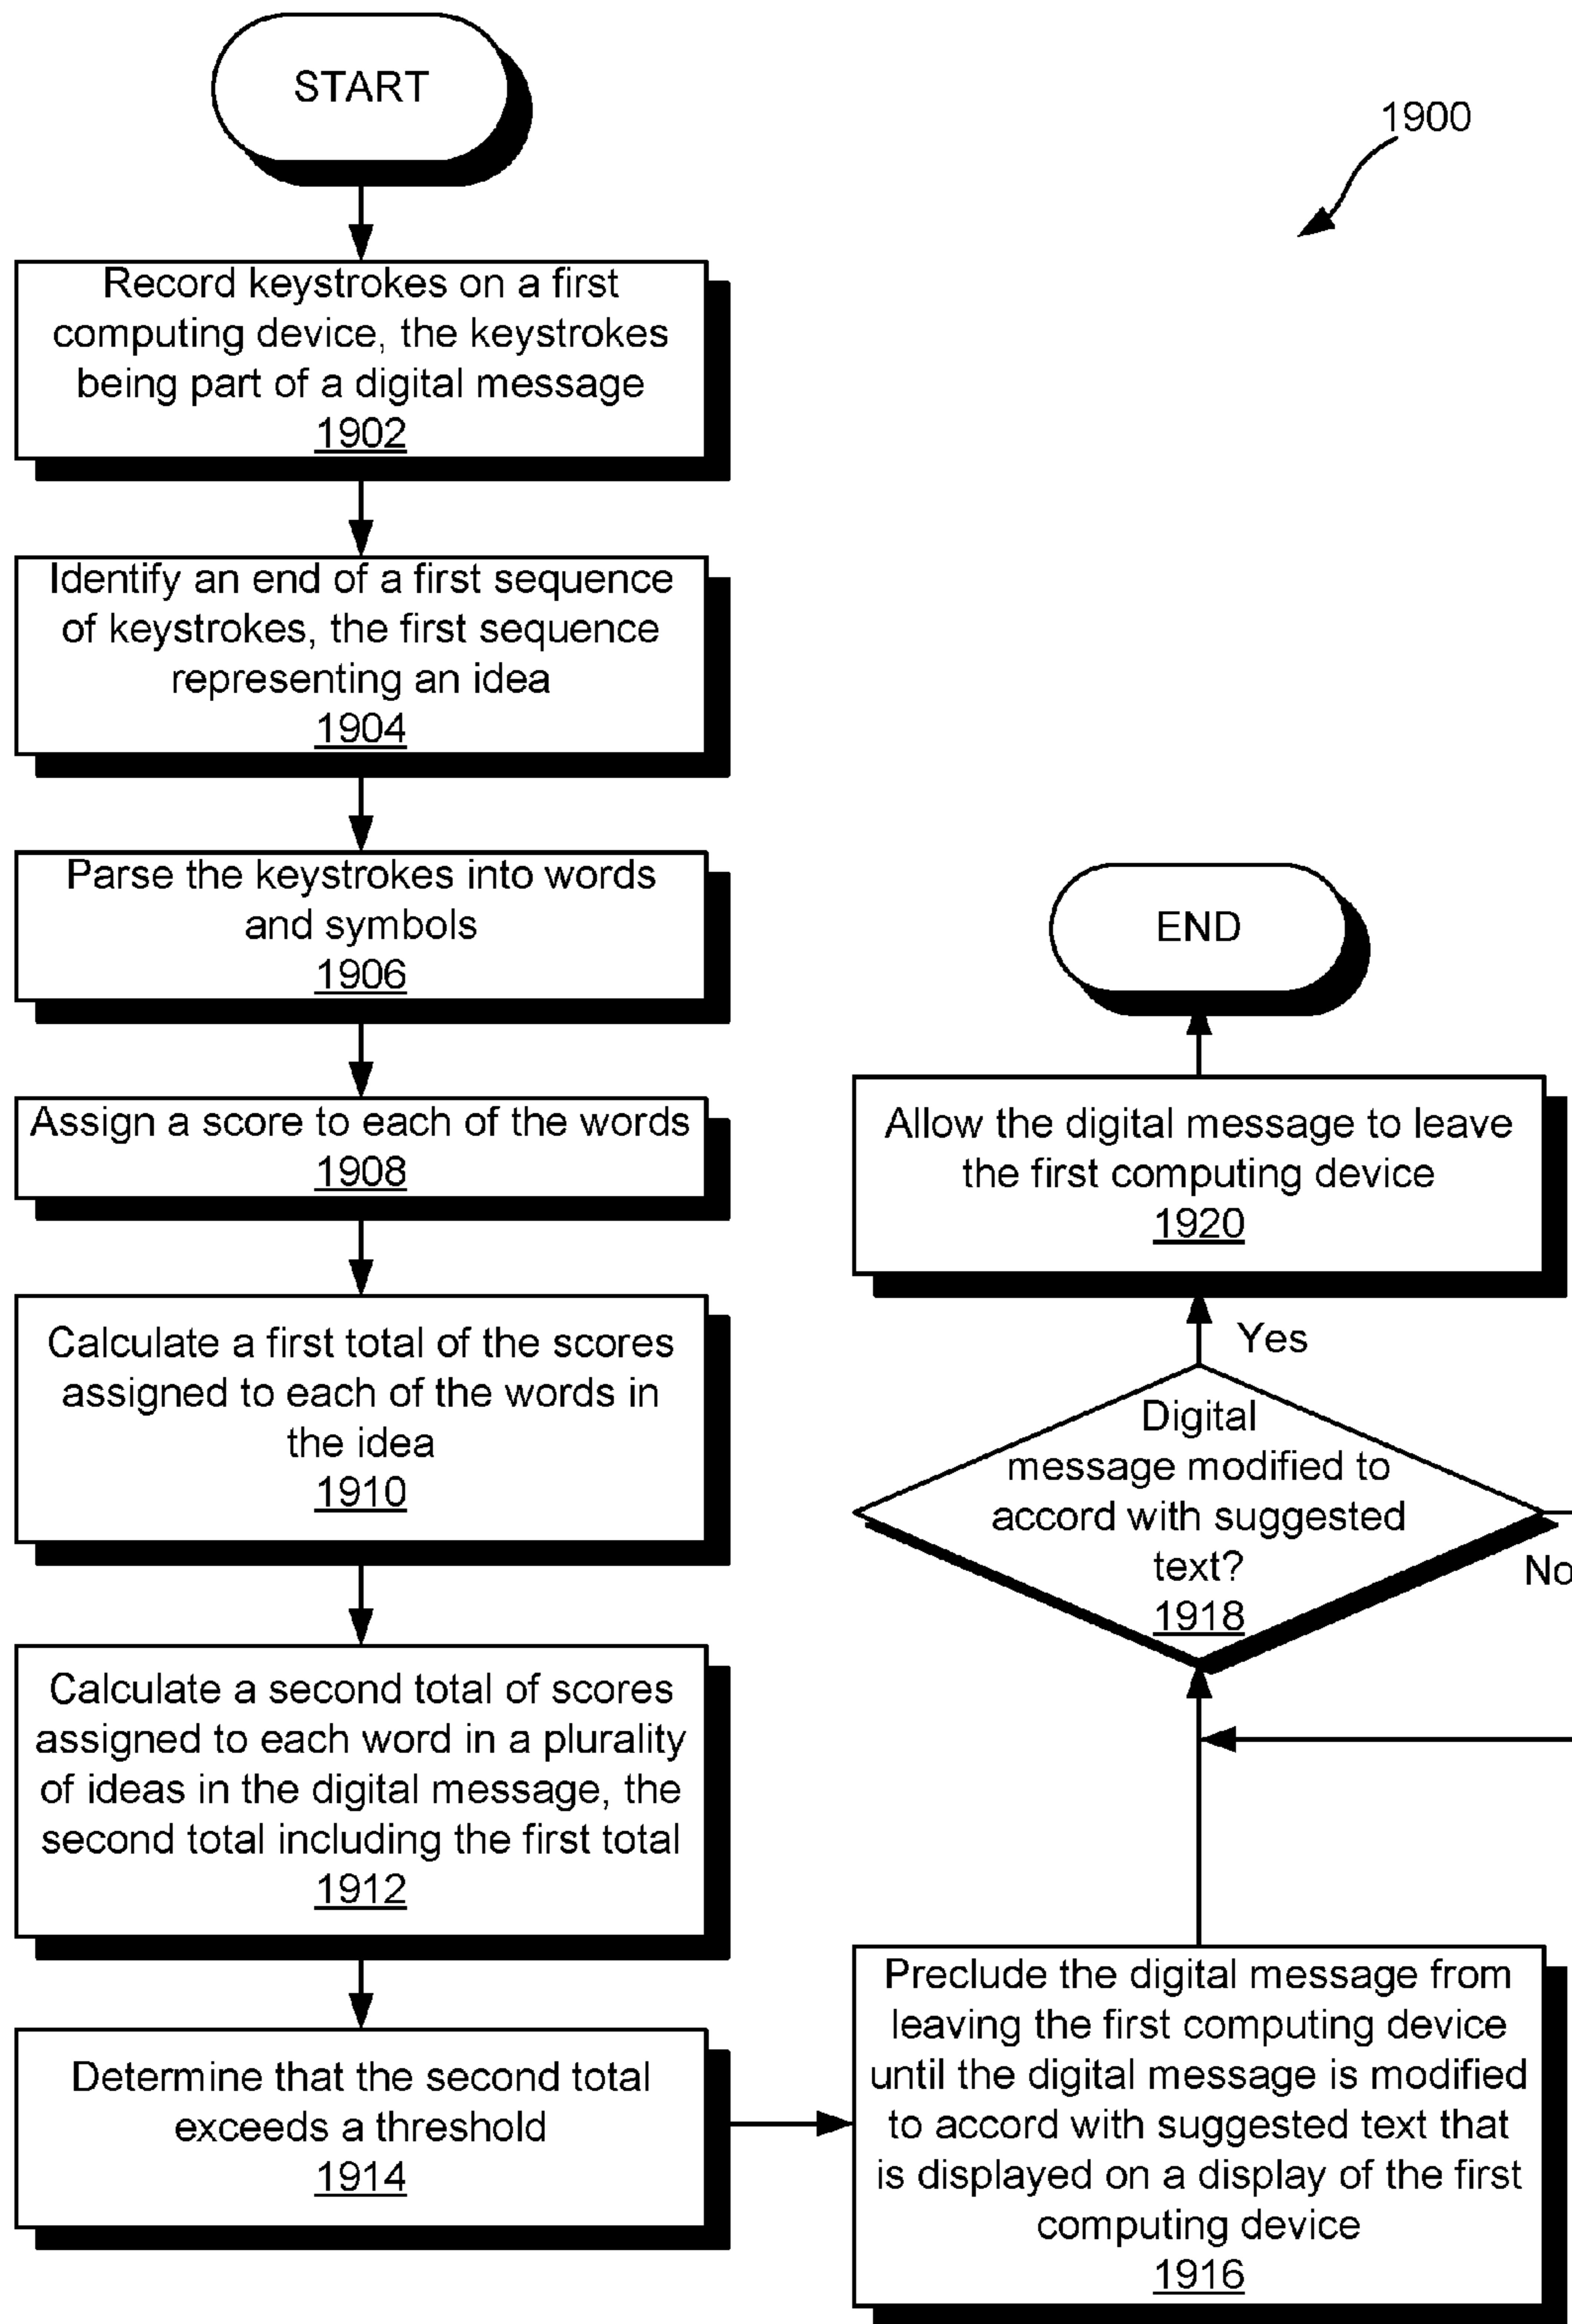 START
1900
Record keystrokes on a first
computing device, the keystrokes
being part of a digital message
1902
Identify an end of a first sequence
of keystrokes, the first sequence
representing an idea
1904
Parse the keystrokes into words
and symbols
1906
Assign a score to each of the words
1908
Calculate a first total of the scores
assigned to each of the words in
the idea
1910
Calculate a second total of scores
assigned to each word in a plurality
of ideas in the digital message, the
second total including the first total
1912
Determine that the second total
exceeds a threshold
1914
Preclude the digital message from
leaving the first computing device
until the digital message is modified
to accord with suggested text that
is displayed on a display of the first
computing device
1916
Digital
message modified to
accord with suggested
text?
1918
No
Yes
Allow the digital message to leave
the first computing device
1920
END